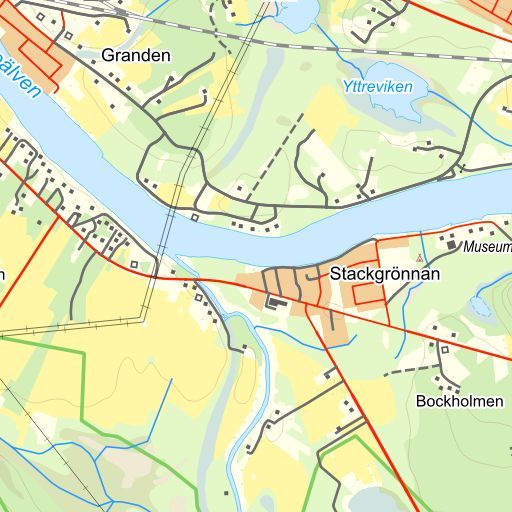 Granden
älven
Yttreviken
Museum
Stackgrönnan
n
Bockholmen